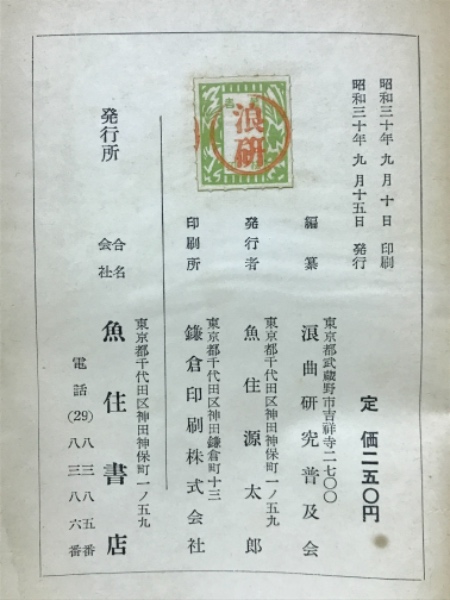 昭和三十年九月十日 印刷
昭和三十年九月十五日 発行
定価二五〇円
東京都武蔵野市吉祥寺二七〇〇
編纂 浪曲研究普及会
東京都千代田区神田神保町一ノ五九
発行者 魚住源太郎
東京都千代田区神田鎌倉町十三
印刷所 鎌倉印刷株式会社
浪研
東京都千代田区神田神保町一ノ五九
発行所 合名会社 魚住書店
電話(29)八三八五番
八三八六番